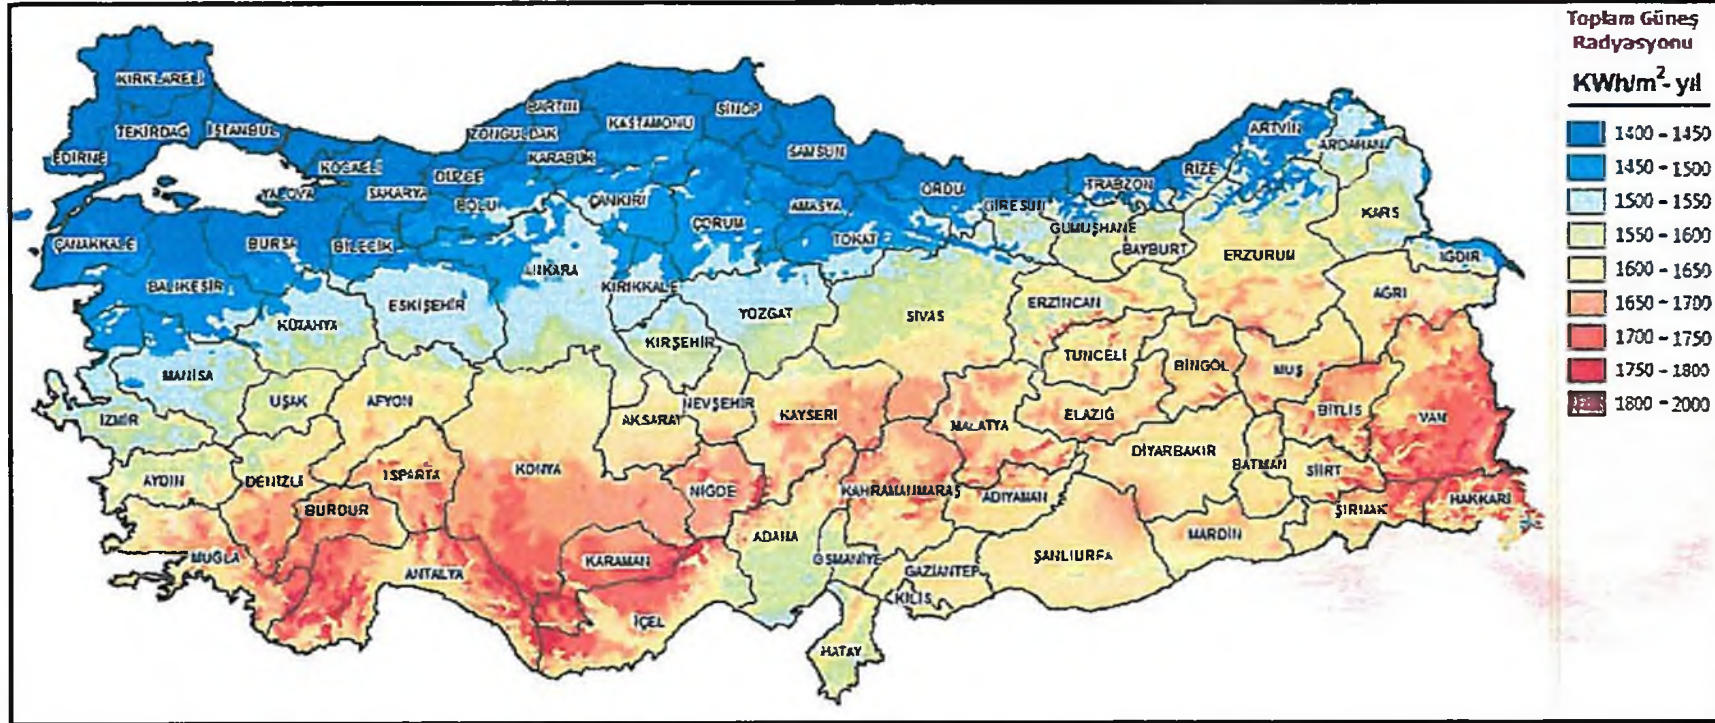 Toplam Güneş
Radyasyonu
KWh/m²- yıl
1400 - 1450
1450 - 1500
1500 - 1550
1550 - 1600
1600 - 1650
1650 - 1700
1700 - 1750
1750 - 1800
1800 - 2000
KIRKLARELİ
TEKİRDAĞ
İSTANBUL
EDİRNE
KOCAELİ
YALOVA
SAKARYA
DÜZCE
BOLU
ZONGULDAK
BARTIN
KARABÜK
KASTAMONU
SİNOP
ÇANKIRI
SAMSUN
ÇORUM
AMASYA
TOKAT
ORDU
GİRESUN
TRABZON
RİZE
ARTVİN
ARDAHAN
KARS
GÜMÜŞHANE
BAYBURT
ERZURUM
IĞDIR
AĞRI
ÇANAKKALE
BURSA
BİLECİK
BALIKESİR
KÜTAHYA
ESKİŞEHİR
ANKARA
KIRIKKALE
KIRŞEHİR
YOZGAT
SİVAS
ERZİNCAN
TUNCELİ
BİNGÖL
MUŞ
BİTLİS
VAN
MANİSA
İZMİR
UŞAK
AFYON
AKSARAY
NEVŞEHİR
KAYSERİ
MALATYA
ELAZIĞ
DİYARBAKIR
BATMAN
SİİRT
ŞIRNAK
HAKKARİ
AYDIN
DENİZLİ
ISPARTA
BURDUR
KONYA
NİĞDE
KAHRAMANMARAŞ
ADIYAMAN
MARDİN
MUĞLA
ANTALYA
KARAMAN
İÇEL
ADANA
OSMANİYE
GAZİANTEP
KİLİS
ŞANLIURFA
HATAY